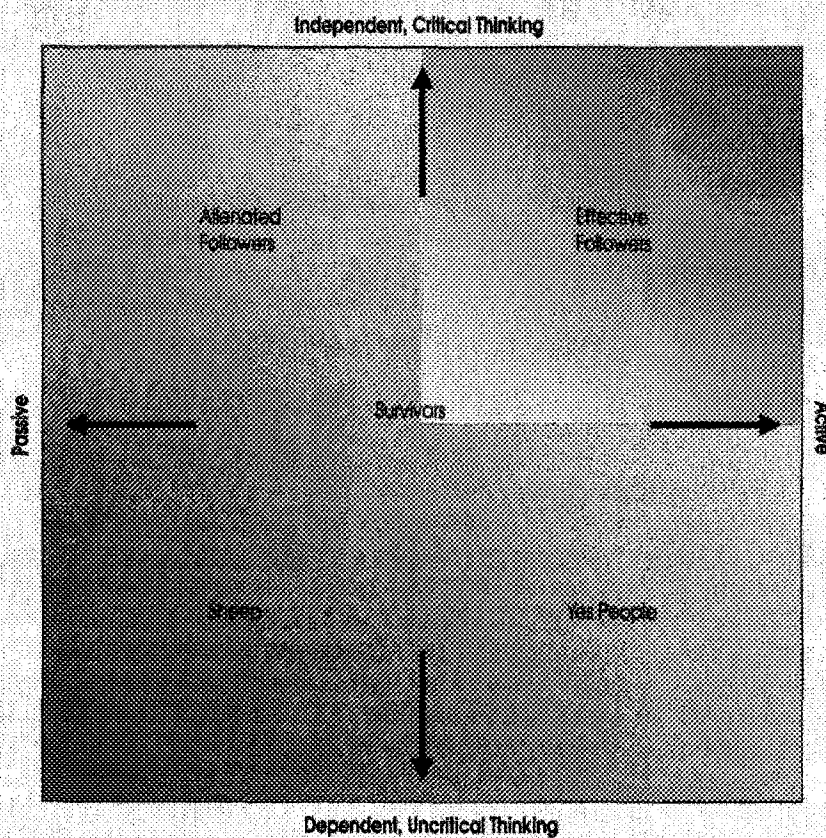 Independent, Critical Thinking
Alienated
Followers
Effective
Followers
Passive
Survivors
Active
Sheep
Yes People
Dependent, Uncritical Thinking